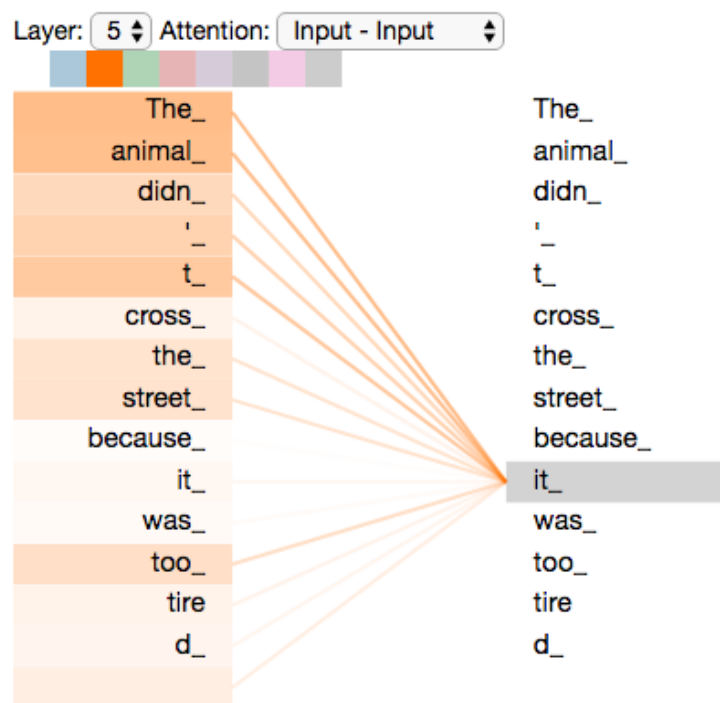 Layer: 5 Attention: Input - Input
The_ The_
animal_ animal_
didn_ didn_
'_ '_
t_ t_
cross_ cross_
the_ the_
street_ street_
because_ because_
it_ it_
was_ was_
too_ too_
tire tire
d_ d_